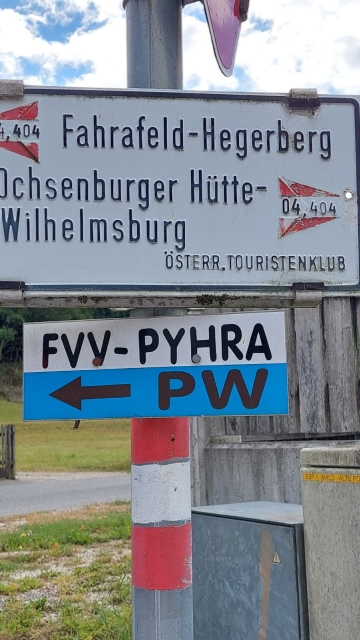 04,404 Fahrafeld-Hegerberg
Ochsenburger Hütte-
04,404
Wilhelmsburg
ÖSTERR.TOURISTENKLUB
FVV-PYHRA
PW